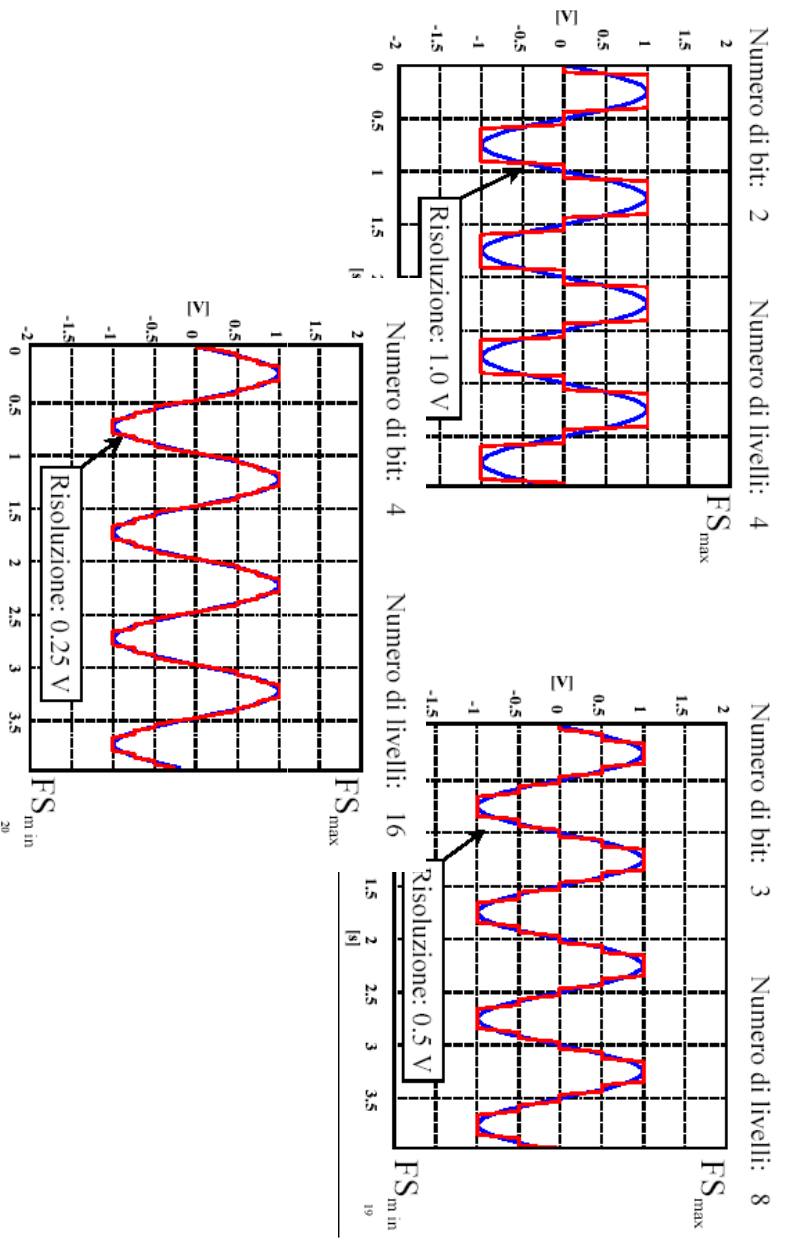 Numero di bit: 2 Numero di livelli: 4
[V]
2
1.5
1
0.5
0
-0.5
-1
-1.5
-2
0 0.5 1 1.5
[s
FS max
Risoluzione: 1.0 V
Numero di bit: 3 Numero di livelli: 8
[V]
2
1.5
1
0.5
0
-0.5
-1
-1.5
1.5 2 2.5 3 3.5
[s]
FS max
FS m in
Risoluzione: 0.5 V
19
Numero di bit: 4 Numero di livelli: 16
[V]
2
1.5
1
0.5
0
-0.5
-1
-1.5
-2
0 0.5 1 1.5 2 2.5 3 3.5
FS max
FS m in
Risoluzione: 0.25 V
20